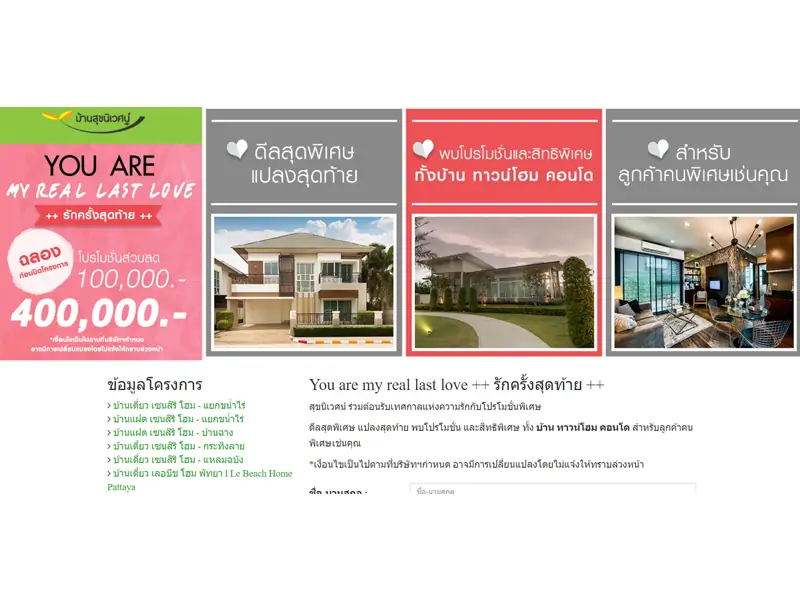 บ้านสุขนิเวศน์
YOU ARE
MY REAL LAST LOVE
++ รักครั้งสุดท้าย ++
ฉลอง
ก่อนปิดโครงการ
โปรโมชั่นส่วนลด
100,000.-
400,000.-
*เงื่อนไขเป็นไปตามที่บริษัทฯกำหนด
อาจมีการเปลี่ยนแปลงโดยไม่แจ้งให้ทราบล่วงหน้า
ดีลสุดพิเศษ
แปลงสุดท้าย
พบโปรโมชั่นและสิทธิพิเศษ
ทั้งบ้าน ทาวน์โฮม คอนโด
สำหรับ
ลูกค้าคนพิเศษเช่นคุณ
ข้อมูลโครงการ
> บ้านเดี่ยว เซนสิริ โฮม - แยกขนำไร่
> บ้านแฝด เซนสิริ โฮม - แยกขนำไร่
> บ้านแฝด เซนสิริ โฮม - บ้านฉาง
> บ้านเดี่ยว เซนสิริ โฮม - กระทิงลาย
> บ้านเดี่ยว เซนสิริ โฮม - แหลมฉบัง
> บ้านเดี่ยว เลอบีช โฮม พัทยา l Le Beach Home
Pattaya
You are my real last love ++ รักครั้งสุดท้าย ++
สุขนิเวศน์ ร่วมต้อนรับเทศกาลแห่งความรักกับโปรโมชั่นพิเศษ
ดีลสุดพิเศษ แปลงสุดท้าย พบโปรโมชั่น และสิทธิพิเศษ ทั้ง บ้าน ทาวน์โฮม คอนโด สำหรับลูกค้าคน
พิเศษเช่นคุณ
*เงื่อนไขเป็นไปตามที่บริษัทฯกำหนด อาจมีการเปลี่ยนแปลงโดยไม่แจ้งให้ทราบล่วงหน้า
ชื่อ-นามสกุล :
ชื่อ-นามสกุล